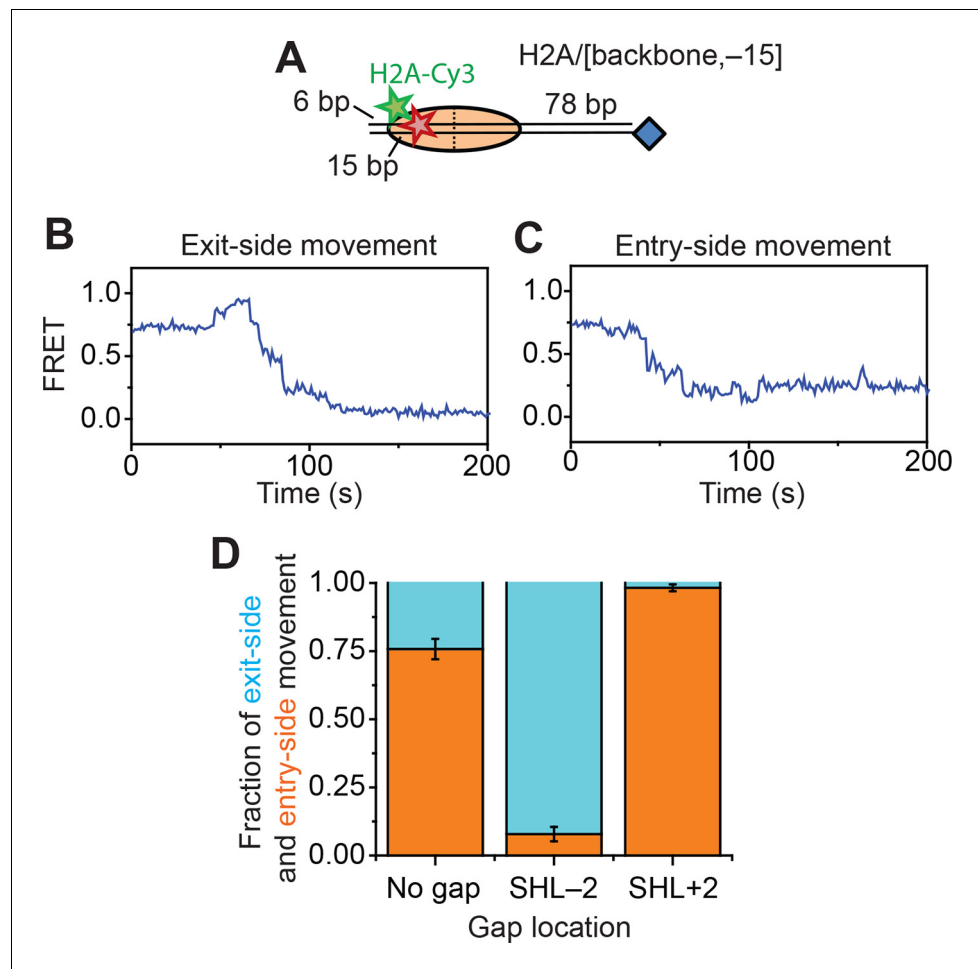 A
H2A/[backbone,–15]
H2A-Cy3
6 bp
78 bp
15 bp
B
Exit-side movement
FRET
1.0
0.5
0.0
0
100
200
Time (s)
C
Entry-side movement
1.0
0.5
0.0
0
100
200
Time (s)
D
Fraction of exit-side
and entry-side movement
1.00
0.75
0.50
0.25
0.00
No gap
SHL–2
SHL+2
Gap location